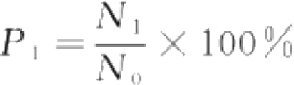 P₁ = N₁/N₀ × 100%